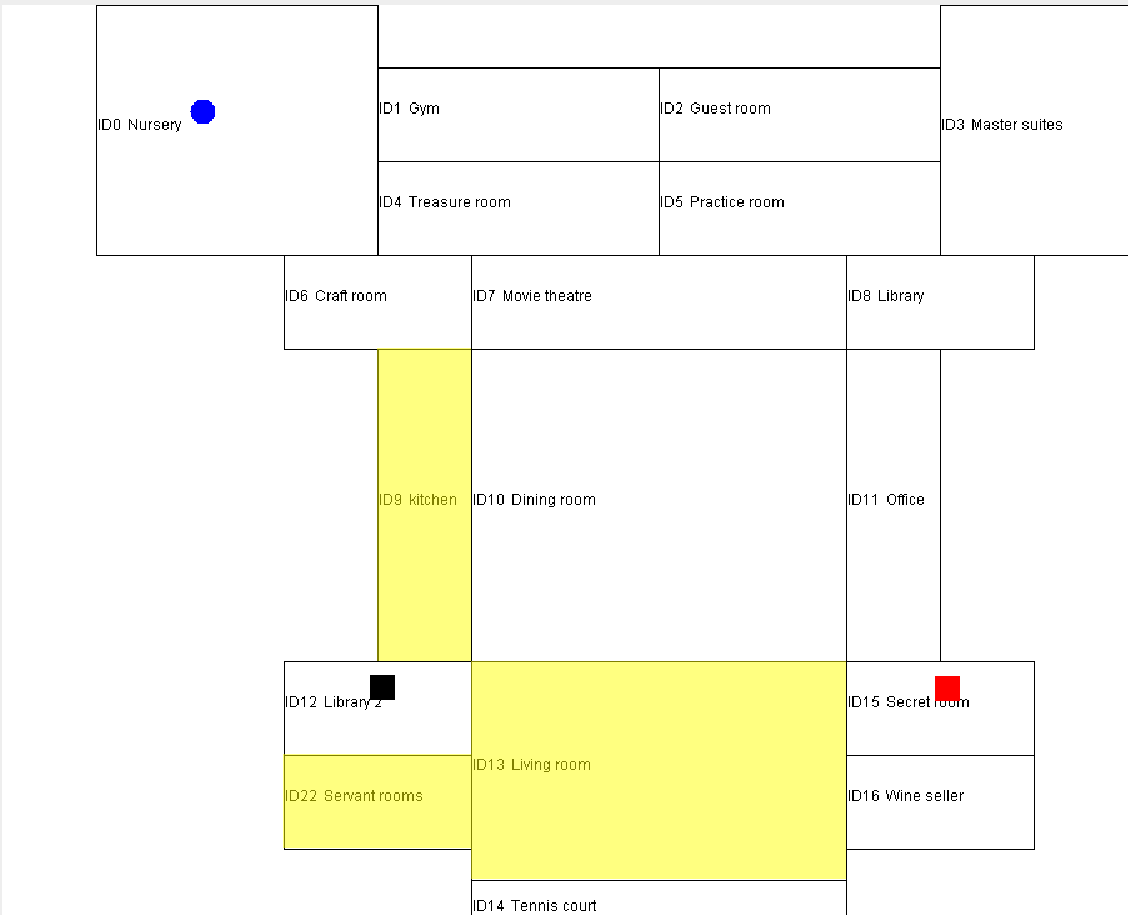 ID1 Gym
ID2 Guest room
ID0 Nursery
ID3 Master suites
ID4 Treasure room
ID5 Practice room
ID6 Craft room
ID7 Movie theatre
ID8 Library
ID9 kitchen
ID10 Dining room
ID11 Office
ID12 Library 2
ID15 Secret room
ID13 Living room
ID22 Servant rooms
ID16 Wine seller
ID14 Tennis court